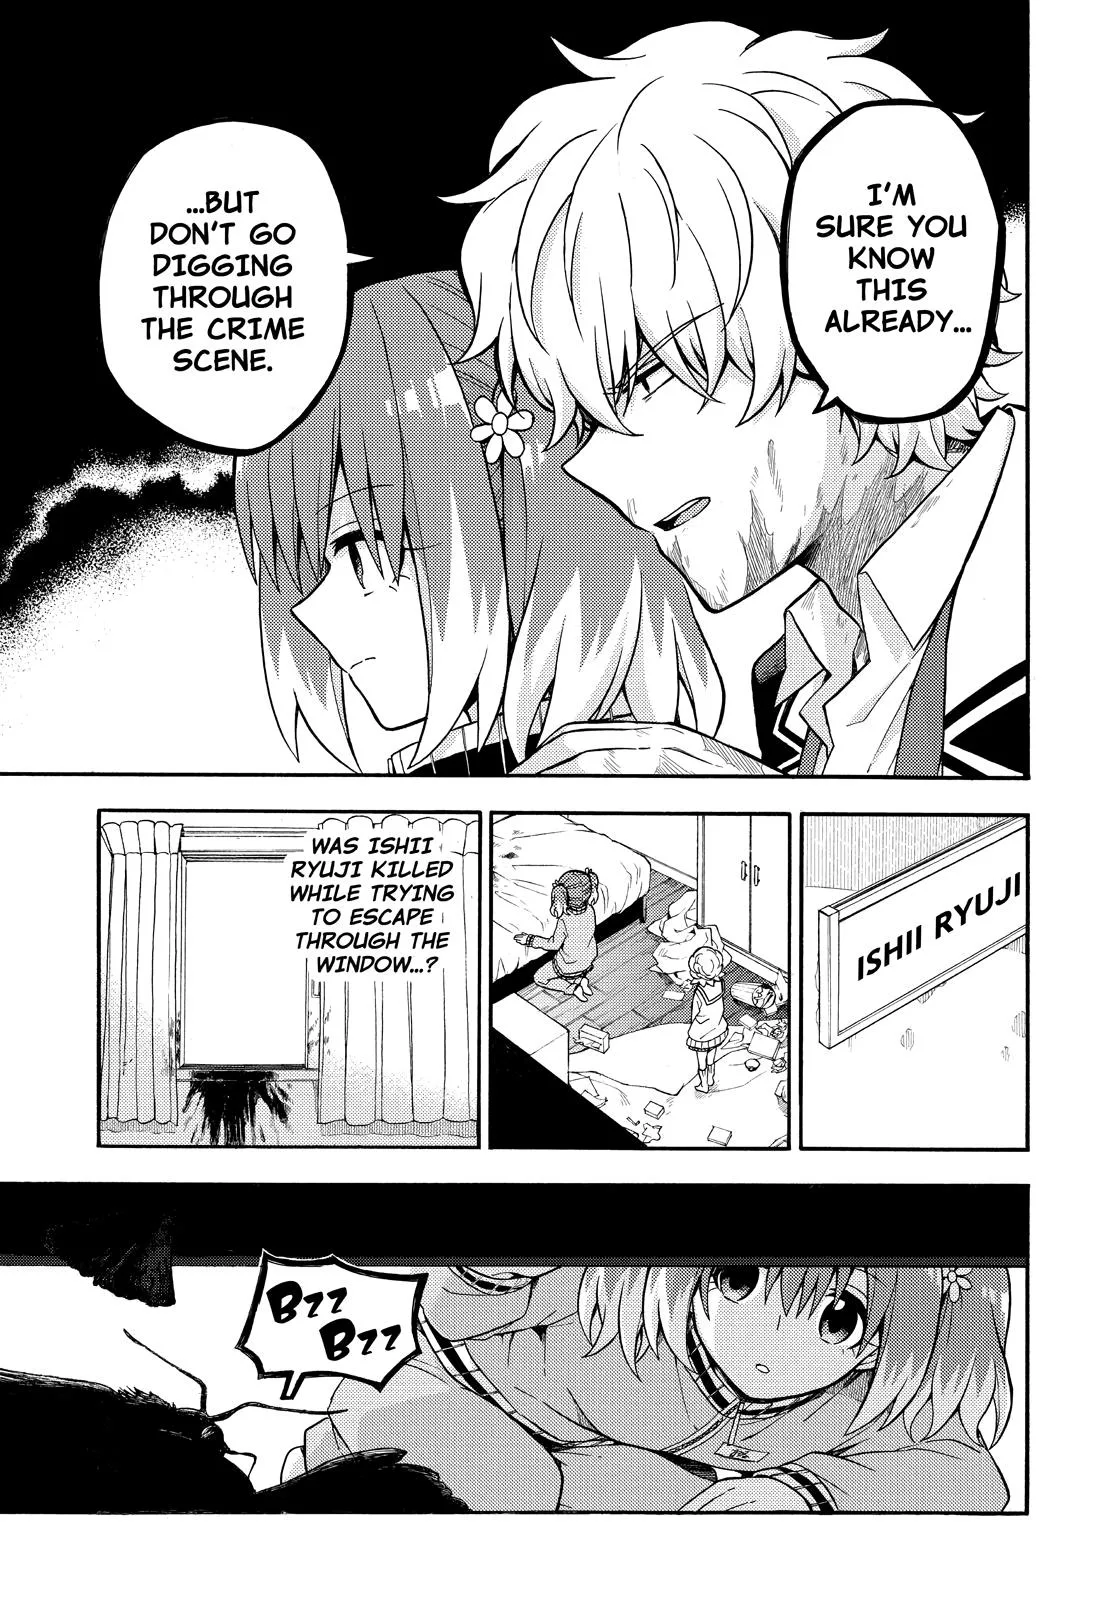 I'M
SURE YOU
KNOW
THIS
ALREADY...
...BUT
DON'T GO
DIGGING
THROUGH
THE CRIME
SCENE.
ISHII RYUJI
WAS ISHII
RYUJI KILLED
WHILE TRYING
TO ESCAPE
THROUGH THE
WINDOW...?
BZZ
BZZ